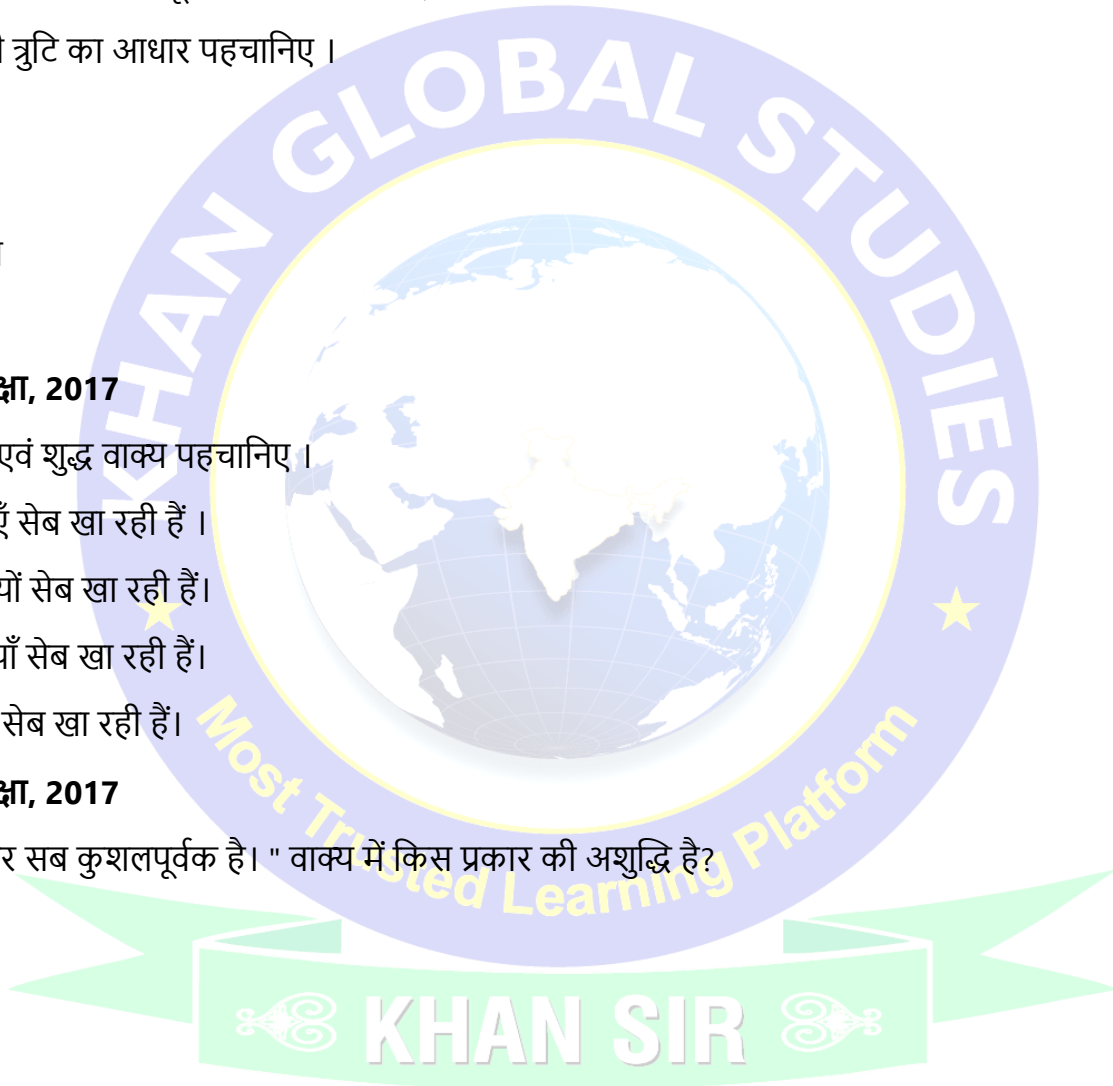 त्रुटि का आधार पहचानिए ।
2017
एवं शुद्ध वाक्य पहचानिए ।
सेब खा रही हैं ।
सेब खा रही हैं।
सेब खा रही हैं।
सेब खा रही हैं।
2017
सब कुशलपूर्वक है। " वाक्य में किस प्रकार की अशुद्धि है?
KHAN GLOBAL STUDIES
Most Trusted Learning Platform
KHAN SIR